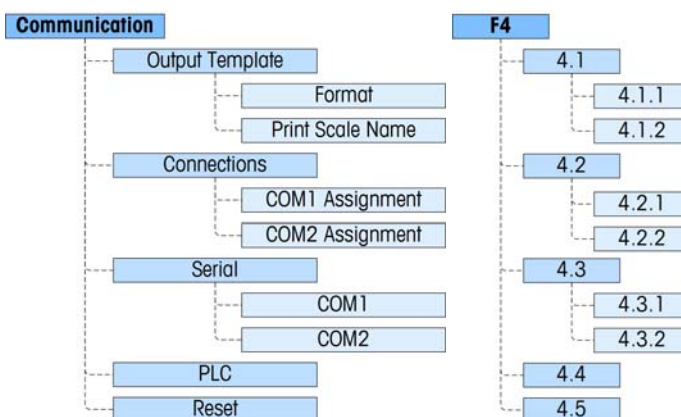 Communication
Output Template
Format
Print Scale Name
Connections
COM1 Assignment
COM2 Assignment
Serial
COM1
COM2
PLC
Reset
F4
4.1
4.1.1
4.1.2
4.2
4.2.1
4.2.2
4.3
4.3.1
4.3.2
4.4
4.5